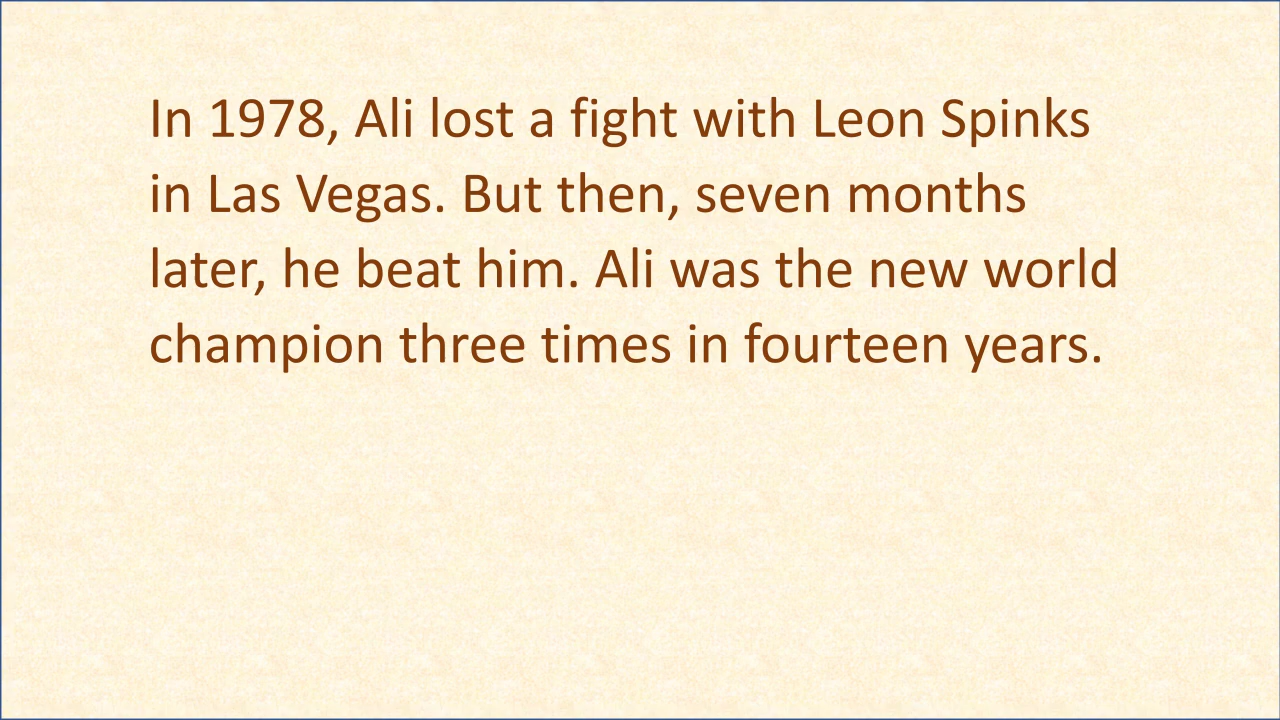 In 1978, Ali lost a fight with Leon Spinks
in Las Vegas. But then, seven months
later, he beat him. Ali was the new world
champion three times in fourteen years.